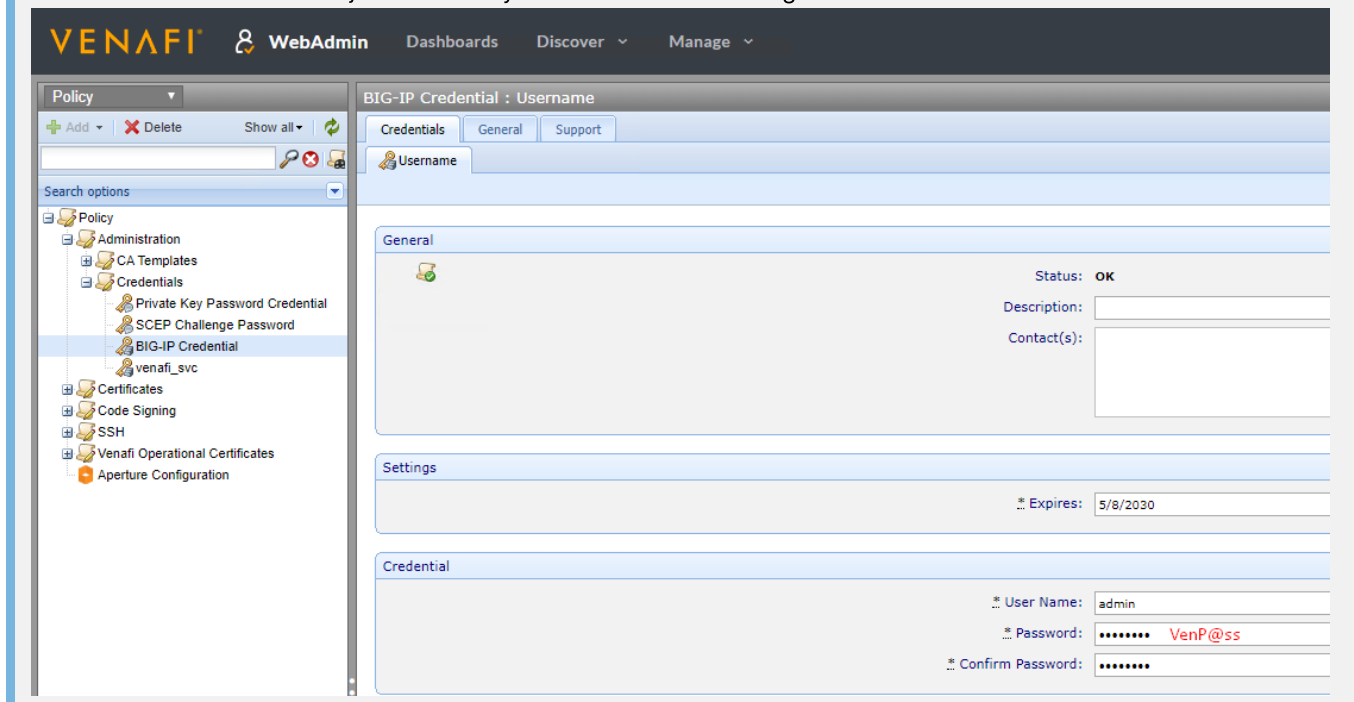 VENAFI WebAdmin Dashboards Discover Manage
Policy
Add Delete Show all
Search options
Policy
Administration
CA Templates
Credentials
Private Key Password Credential
SCEP Challenge Password
BIG-IP Credential
venafi_svc
Certificates
Code Signing
SSH
Venafi Operational Certificates
Aperture Configuration
BIG-IP Credential : Username
Credentials General Support
Username
General
Status: OK
Description:
Contact(s):
Settings
* Expires: 5/8/2030
Credential
* User Name: admin
* Password: •••••••• VenP@ss
* Confirm Password: ••••••••